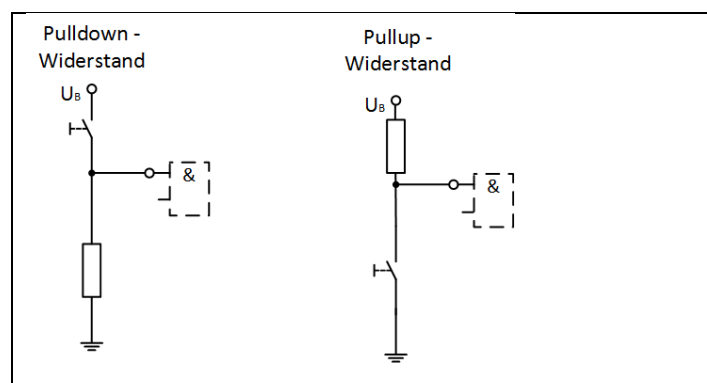 Pulldown -
Widerstand
UB
&
Pullup -
Widerstand
UB
&